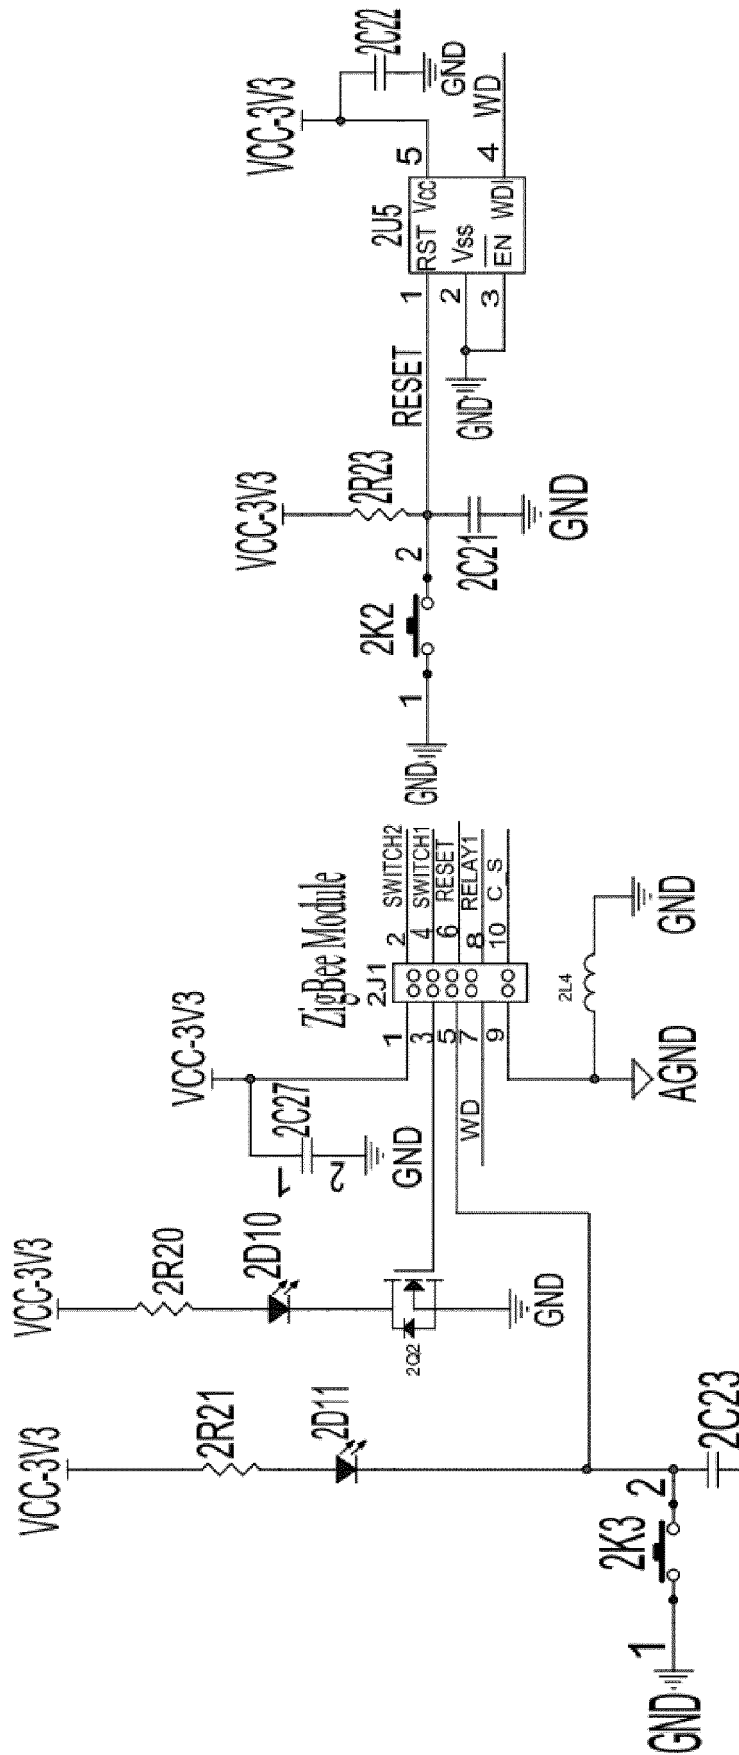 VCC-3V3
2C22
GND
WD
5
4
2U5
RST Vcc
Vss
EN WDI
1
2
3
RESET
GND
VCC-3V3
2R23
2
2C21
GND
2K2
1
GND
ZigBee Module
2J1
2 SWITCH2
4 SWITCH1
6 RESET
8 RELAY1
10 C S
1
3
5
7
9
WD
2L4
GND
AGND
VCC-3V3
2C27
1
2
GND
VCC-3V3
2R20
2D10
2Q2
GND
VCC-3V3
2R21
2D11
2K3
2
1
2C23
GND